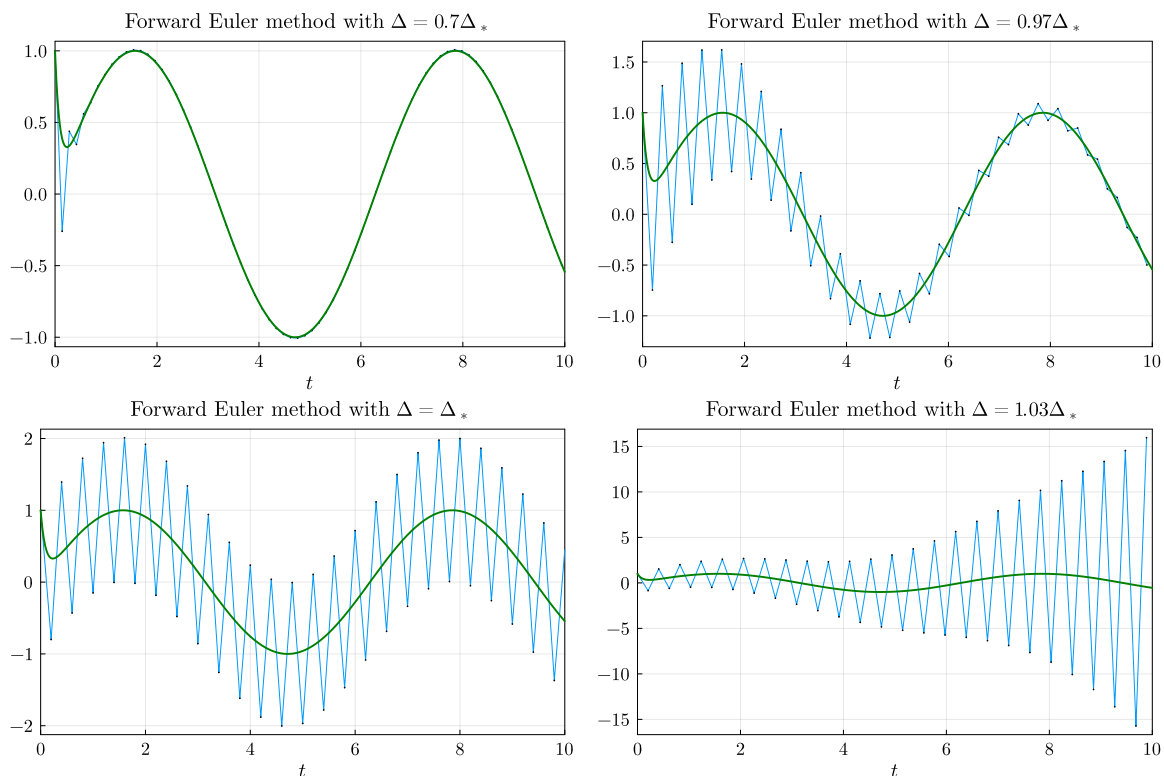 Forward Euler method with Δ = 0.7Δ∗
1.0
0.5
0.0
−0.5
−1.0
0 2 4 6 8 10
t
Forward Euler method with Δ = 0.97Δ∗
1.5
1.0
0.5
0.0
−0.5
−1.0
0 2 4 6 8 10
t
Forward Euler method with Δ = Δ∗
2
1
0
−1
−2
0 2 4 6 8 10
t
Forward Euler method with Δ = 1.03Δ∗
15
10
5
0
−5
−10
−15
0 2 4 6 8 10
t